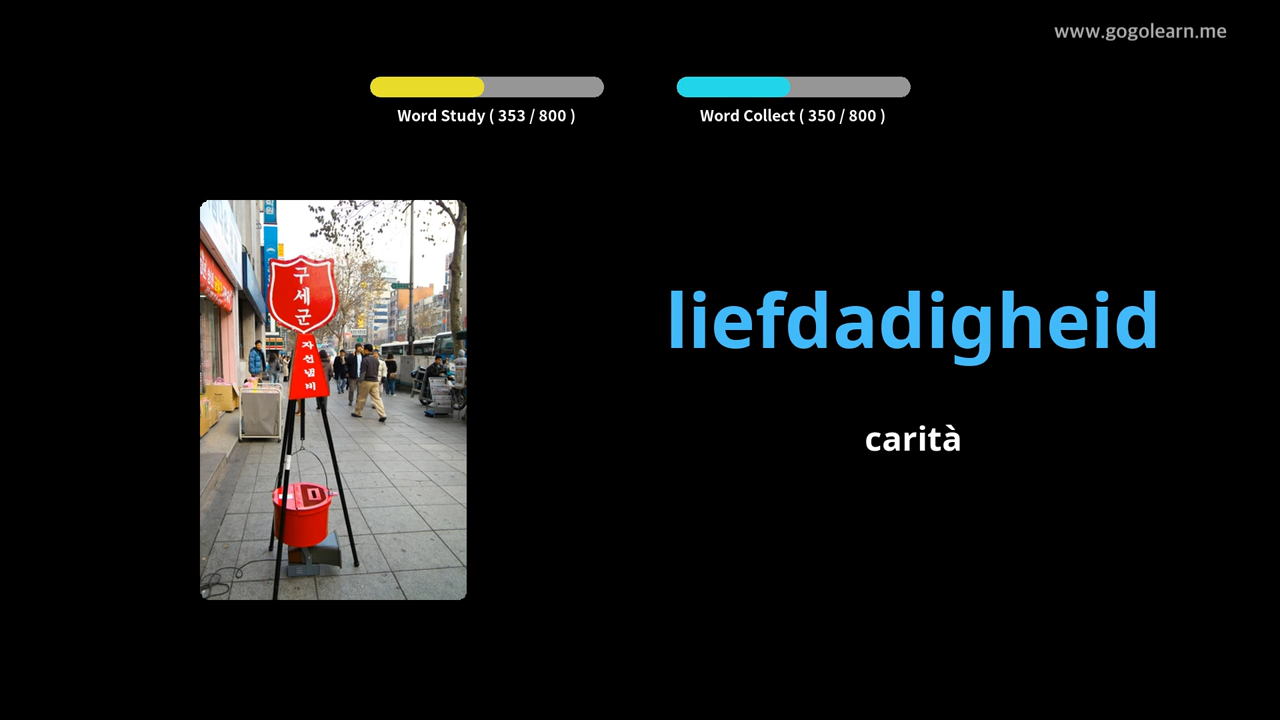 www.gogolearn.me
Word Study ( 353 / 800 )
Word Collect ( 350 / 800 )
구
세
군
자
선
냄
비
liefdadigheid
carità